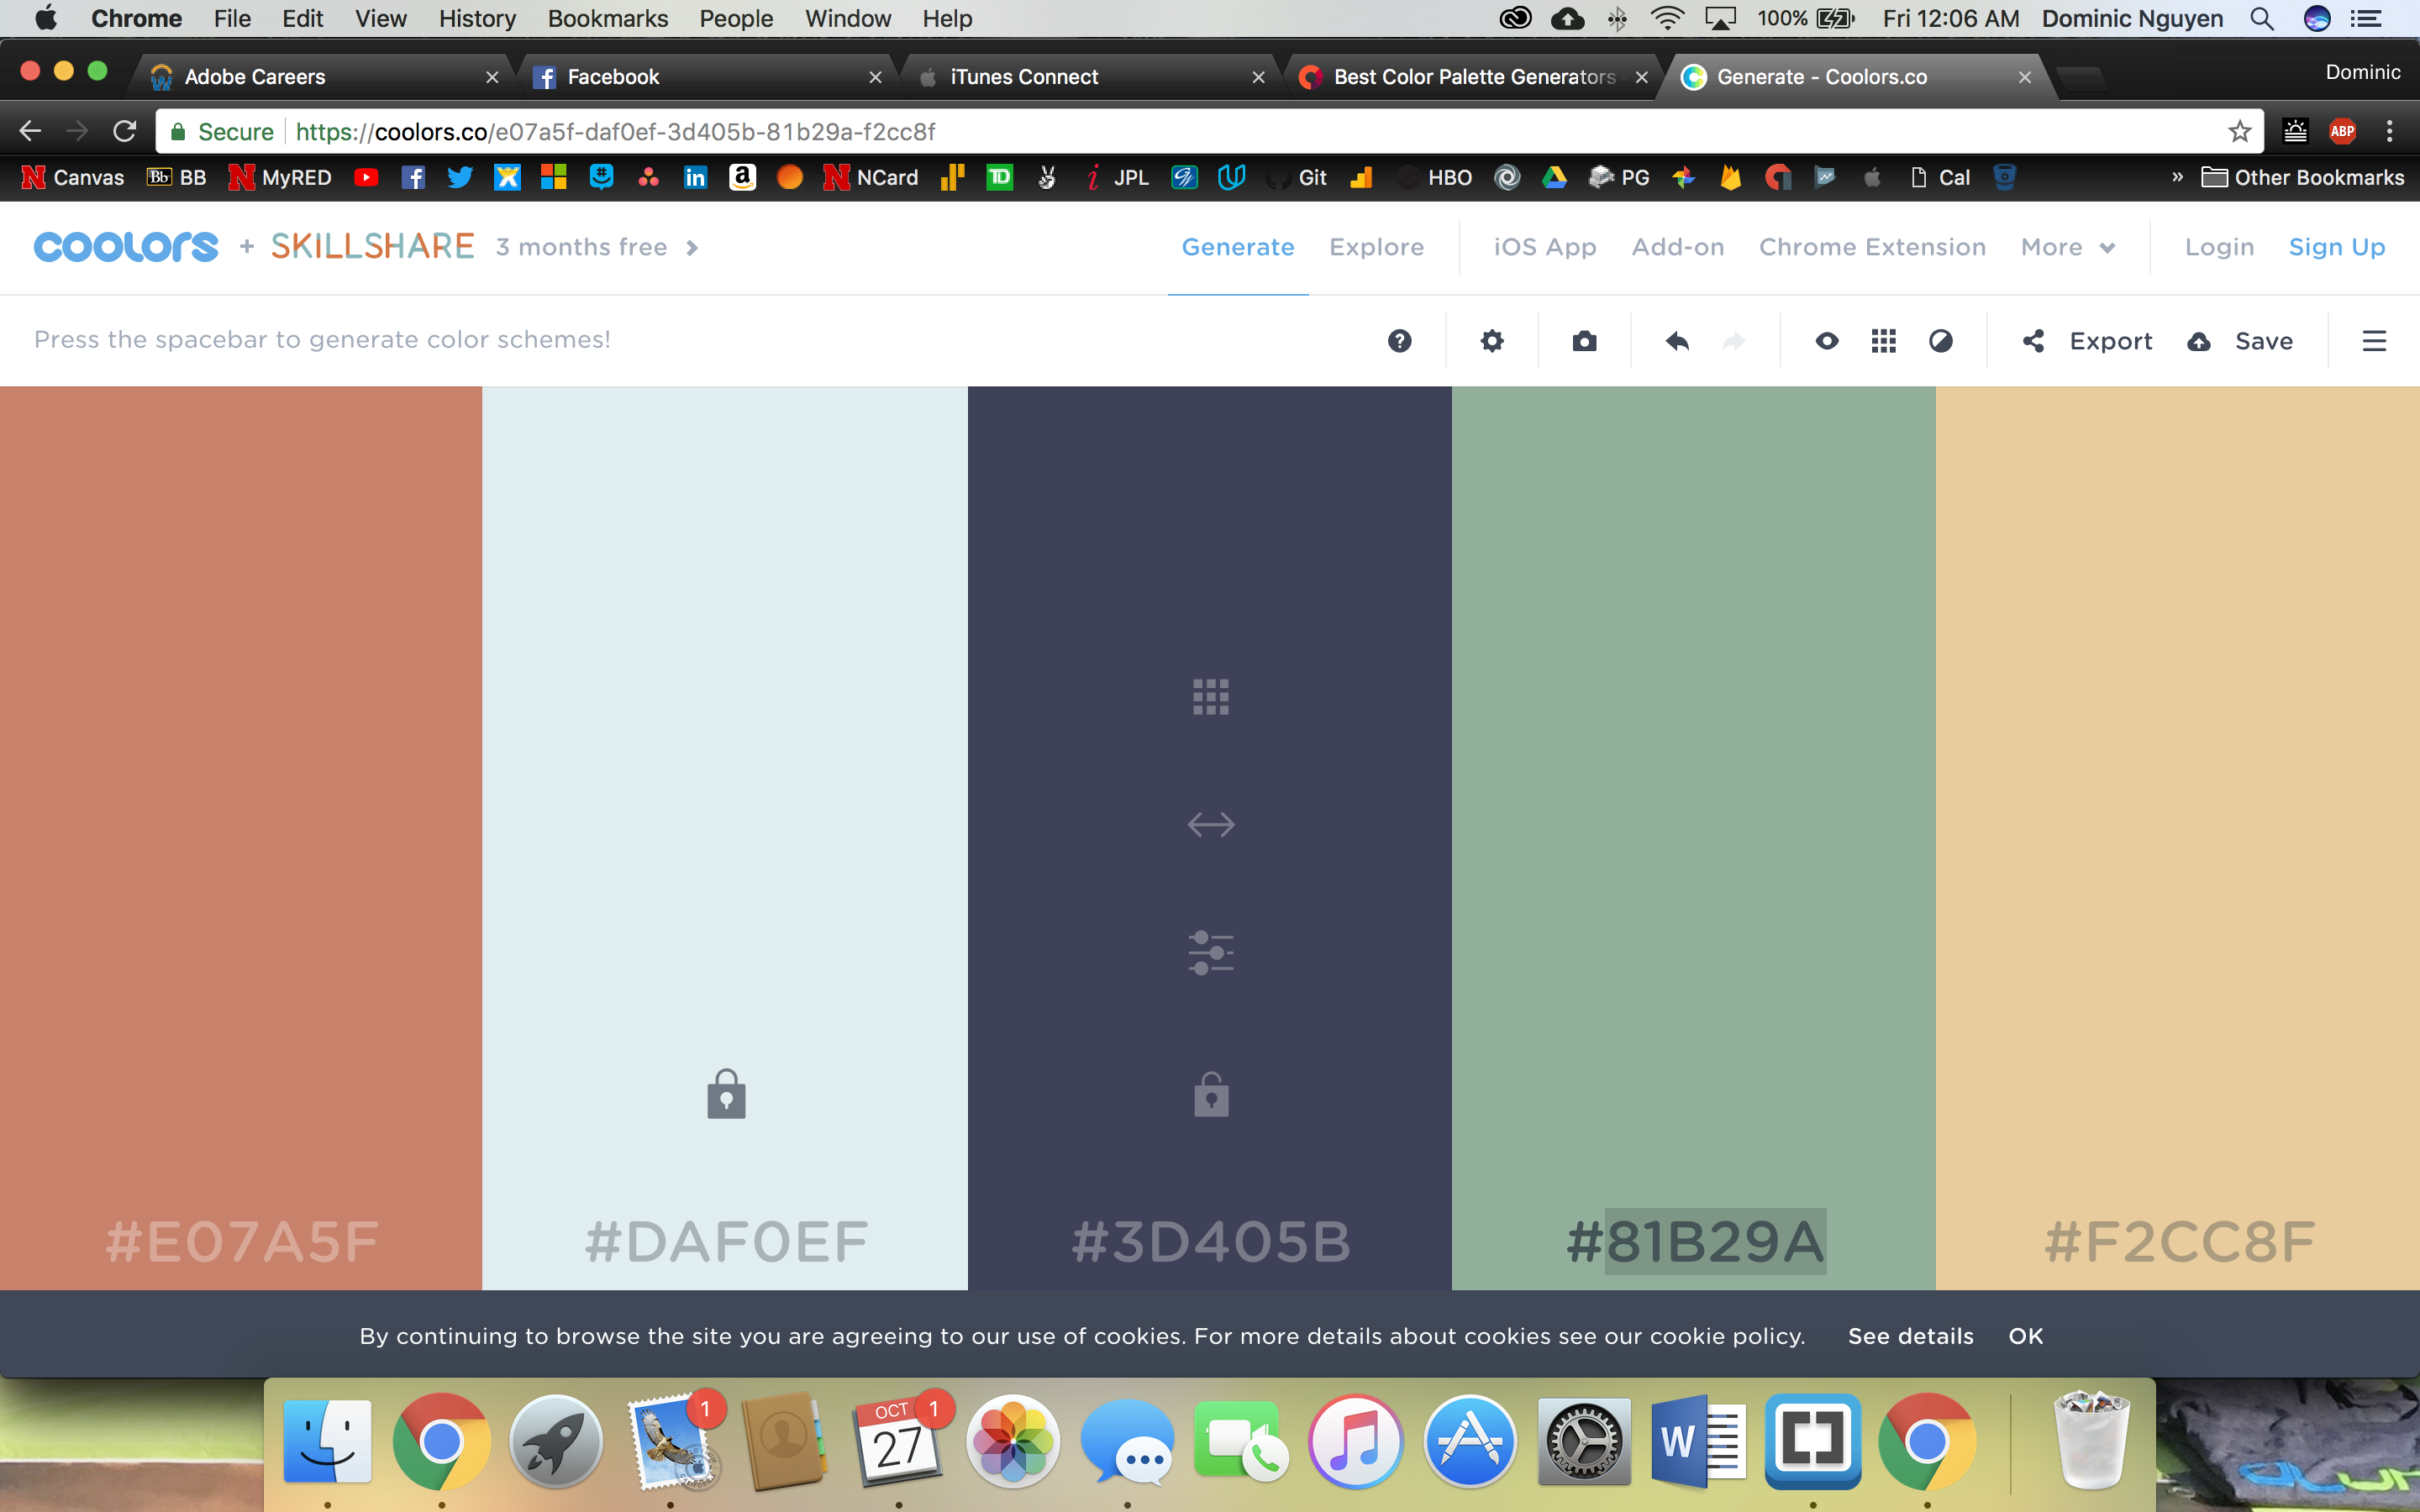 Chrome File Edit View History Bookmarks People Window Help 100% Fri 12:06 AM Dominic Nguyen
Adobe Careers Facebook iTunes Connect Best Color Palette Generators Generate - Coolors.co Dominic
Secure https://coolors.co/e07a5f-daf0ef-3d405b-81b29a-f2cc8f ABP
Canvas Bb BB MyRED in a NCard TD i JPL Git HBO PG Cal » Other Bookmarks
coolors + SKILLSHARE 3 months free Generate Explore iOS App Add-on Chrome Extension More Login Sign Up
Press the spacebar to generate color schemes! Export Save
#E07A5F #DAF0EF #3D405B #81B29A #F2CC8F
By continuing to browse the site you are agreeing to our use of cookies. For more details about cookies see our cookie policy. See details OK
1 OCT 1
27 W